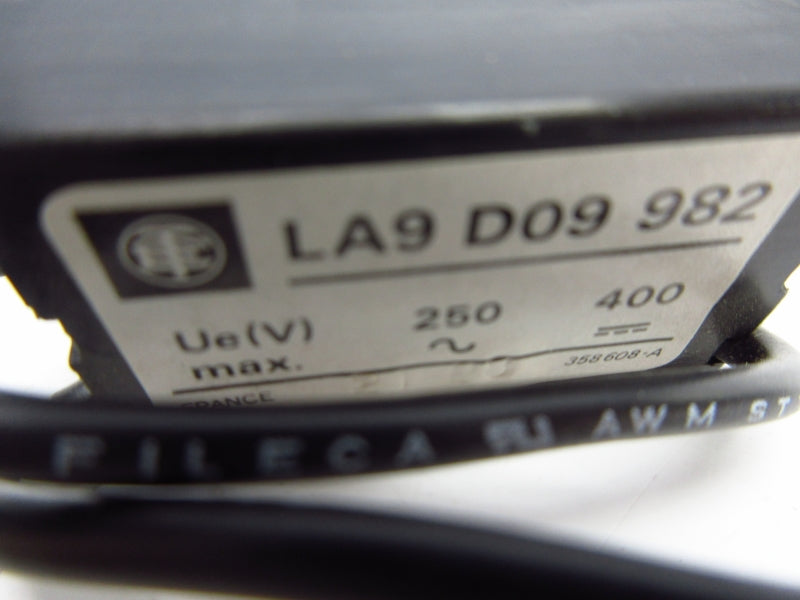 LA9 D09 982
Ue(V) 250 400
max. ~ ⎓
358608-A
FRANCE
FILECA AWM ST